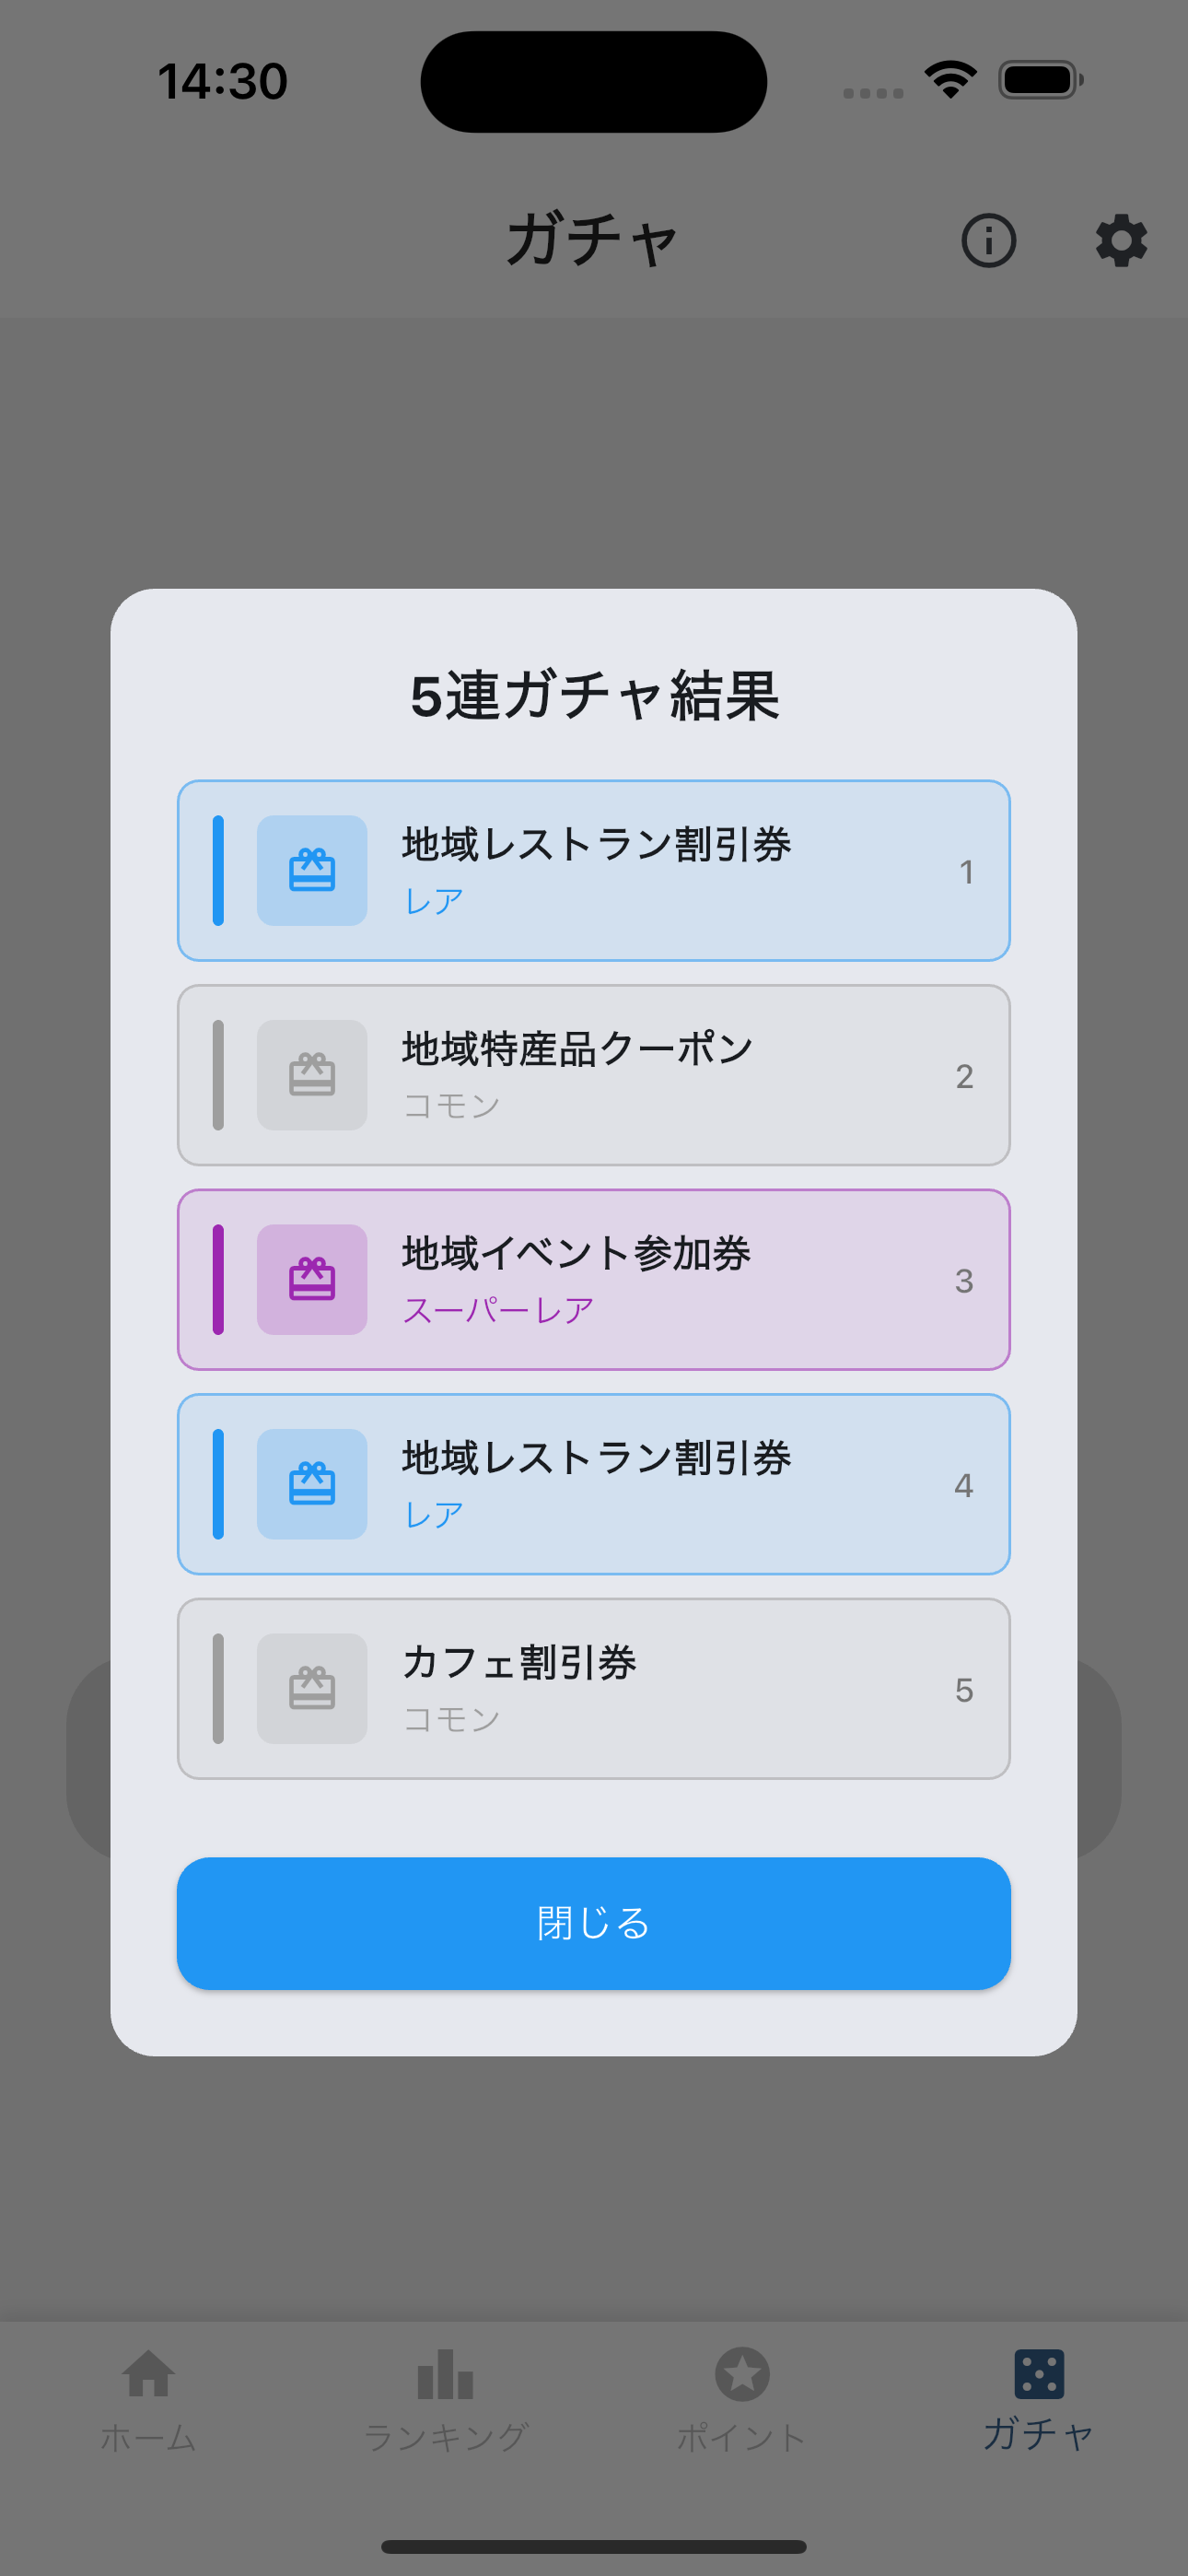 14:30
ガチャ
5連ガチャ結果
地域レストラン割引券
レア
1
地域特産品クーポン
コモン
2
地域イベント参加券
スーパーレア
3
地域レストラン割引券
レア
4
カフェ割引券
コモン
5
閉じる
ホーム
ランキング
ポイント
ガチャ